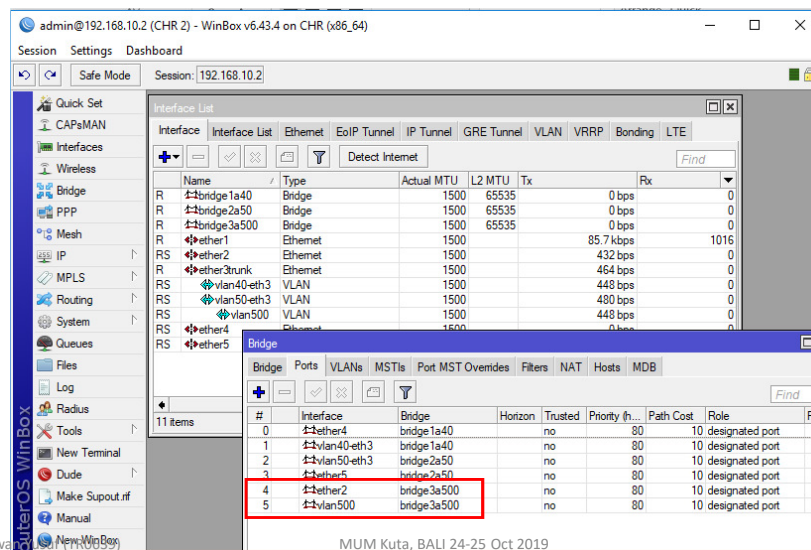 admin@192.168.10.2 (CHR 2) - WinBox v6.43.4 on CHR (x86_64)
Session Settings Dashboard
Safe Mode Session: 192.168.10.2
Quick Set
CAPsMAN
Interfaces
Wireless
Bridge
PPP
Mesh
IP
MPLS
Routing
System
Queues
Files
Log
Radius
Tools
New Terminal
Dude
Make Supout.rif
Manual
New WinBox
uterOS WinBox
Interface List
Interface Interface List Ethernet EoIP Tunnel IP Tunnel GRE Tunnel VLAN VRRP Bonding LTE
Detect Internet Find
Name Type Actual MTU L2 MTU Tx Rx
R bridge1a40 Bridge 1500 65535 0 bps 0
R bridge2a50 Bridge 1500 65535 0 bps 0
R bridge3a500 Bridge 1500 65535 0 bps 0
R ether1 Ethernet 1500 85.7 kbps 1016
RS ether2 Ethernet 1500 432 bps 0
R ether3trunk Ethernet 1500 464 bps 0
RS vlan40-eth3 VLAN 1500 448 bps 0
RS vlan50-eth3 VLAN 1500 480 bps 0
RS vlan500 VLAN 1500 448 bps 0
RS ether4 Ethernet 1500 0 bps 0
RS ether5
11 items
Bridge
Bridge Ports VLANs MSTIs Port MST Overrides Filters NAT Hosts MDB
Find
# Interface Bridge Horizon Trusted Priority (h... Path Cost Role
0 ether4 bridge1a40 no 80 10 designated port
1 vlan40-eth3 bridge1a40 no 80 10 designated port
2 vlan50-eth3 bridge2a50 no 80 10 designated port
3 ether5 bridge2a50 no 80 10 designated port
4 ether2 bridge3a500 no 80 10 designated port
5 vlan500 bridge3a500 no 80 10 designated port
MUM Kuta, BALI 24-25 Oct 2019